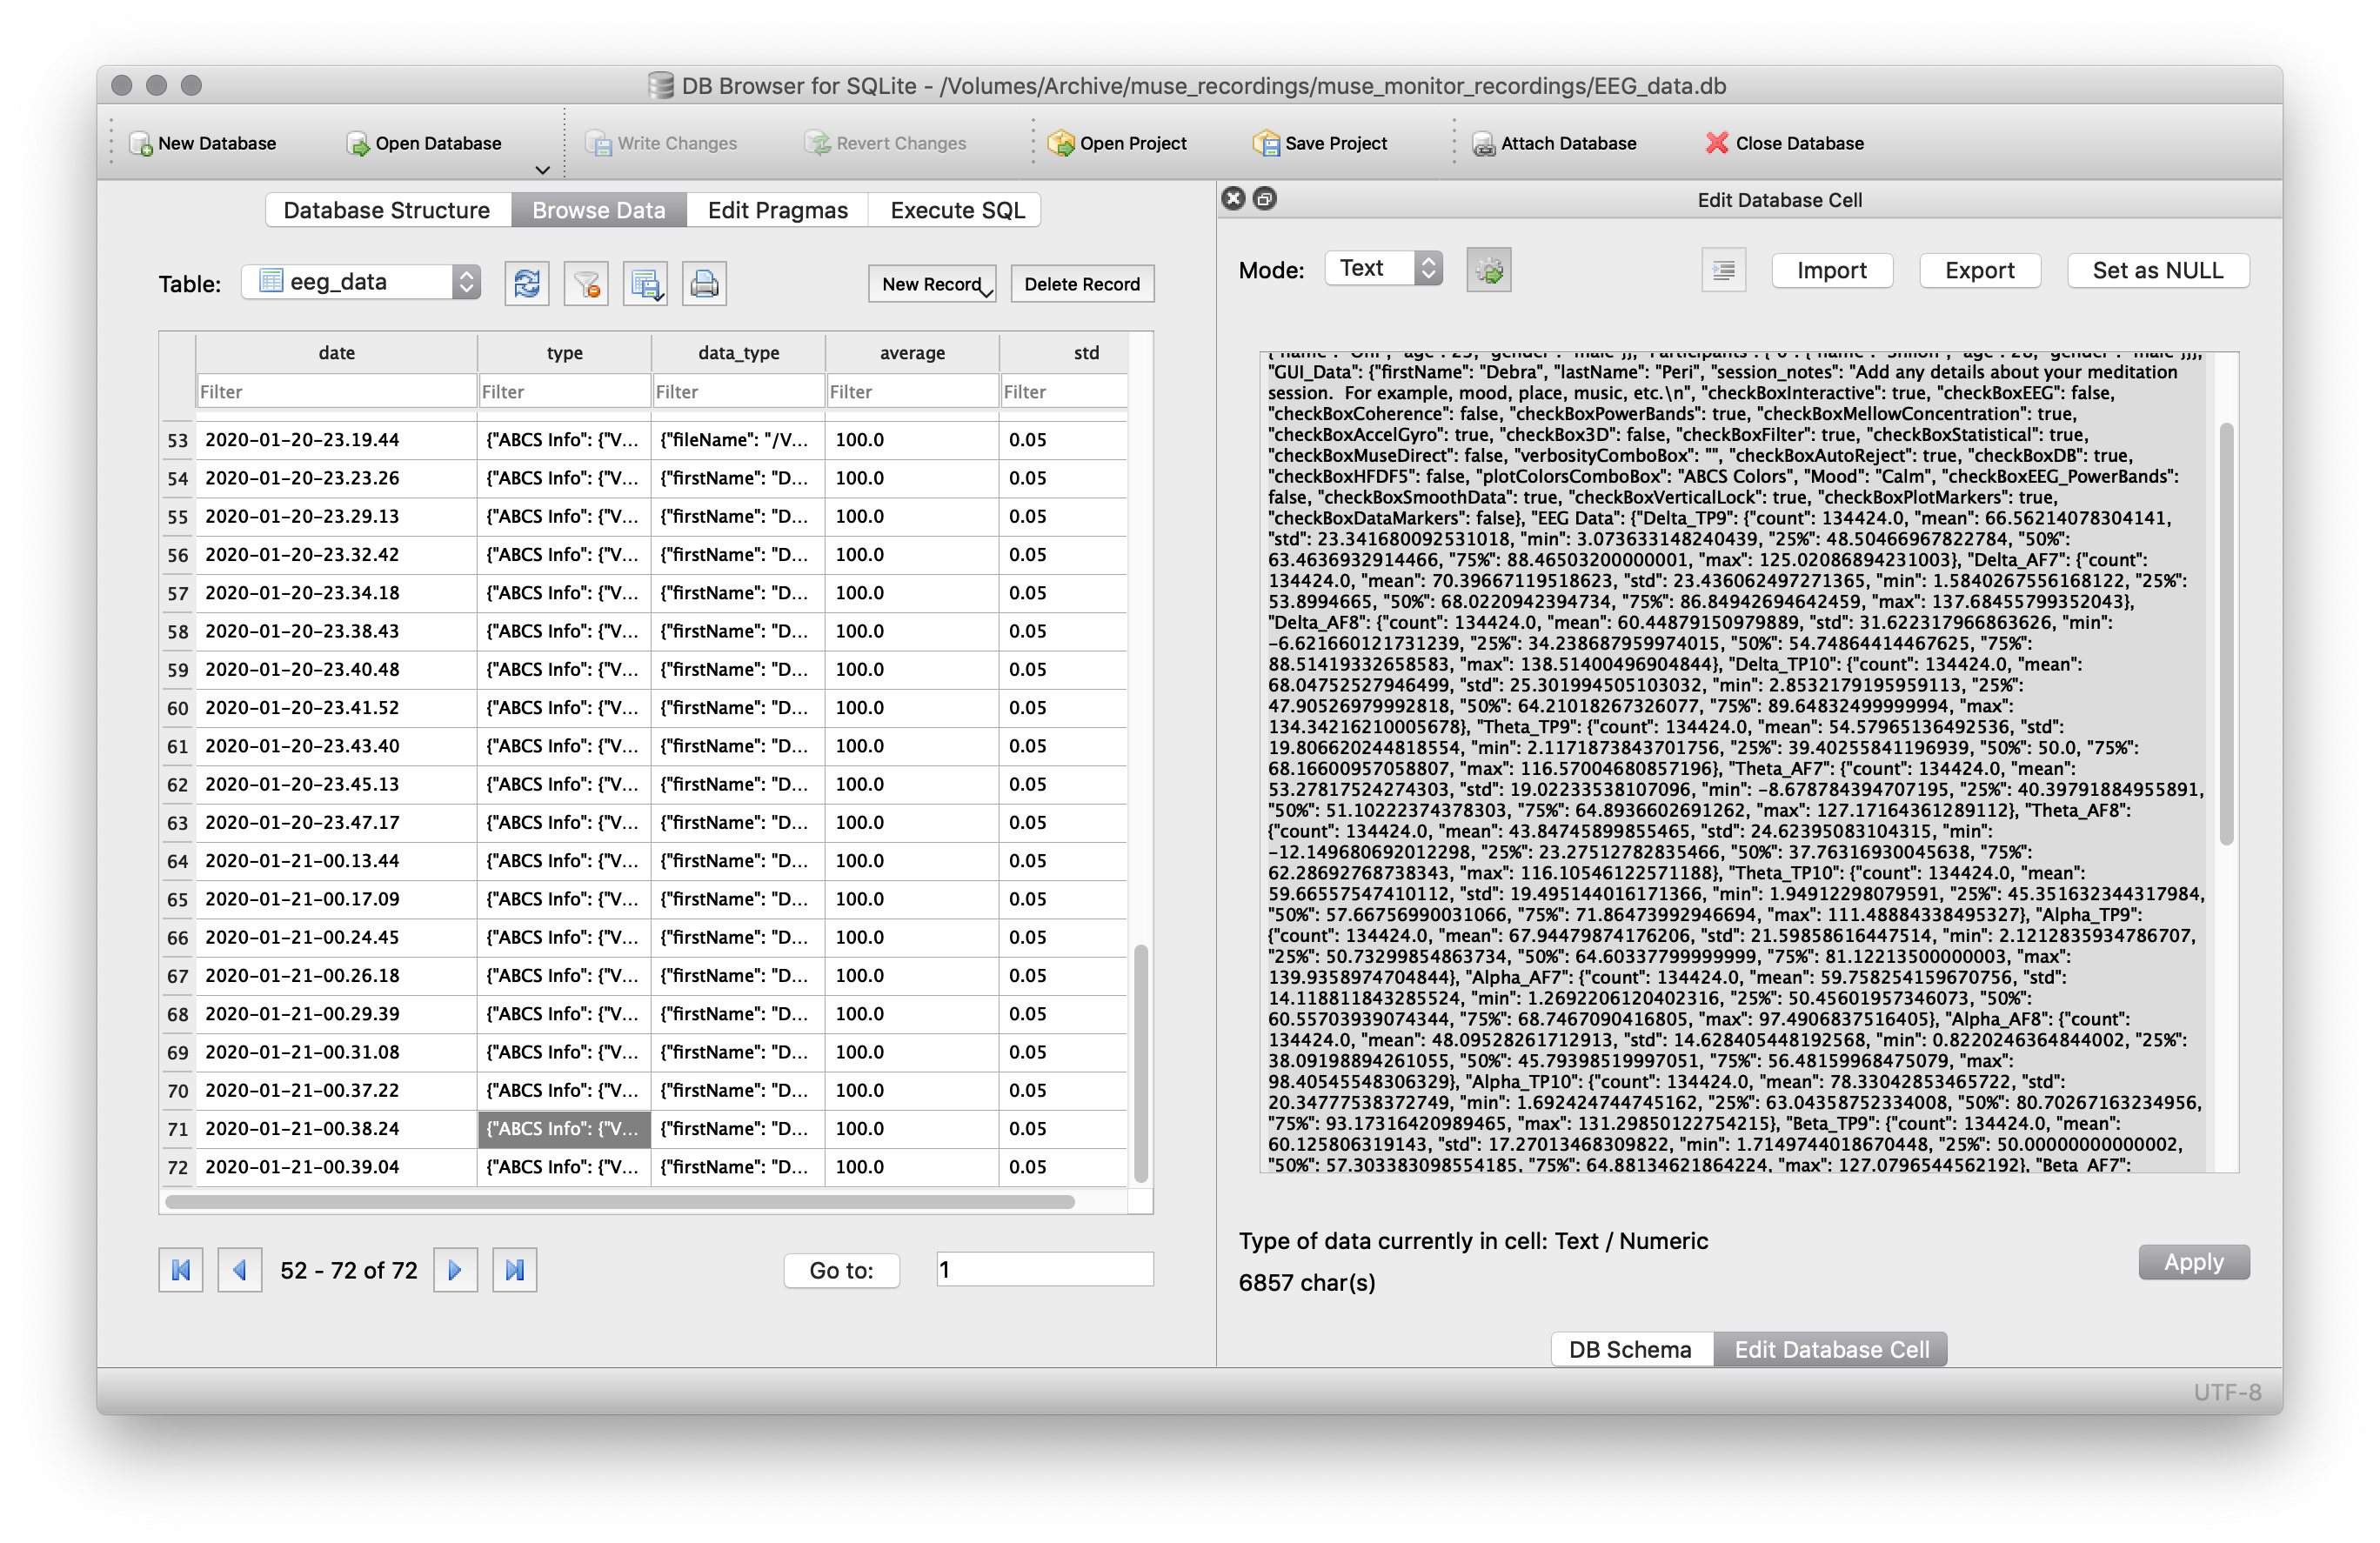 DB Browser for SQLite - /Volumes/Archive/muse_recordings/muse_monitor_recordings/EEG_data.db
New Database Open Database Write Changes Revert Changes Open Project Save Project Attach Database Close Database
Database Structure Browse Data Edit Pragmas Execute SQL
Table: eeg_data New Record Delete Record
date type data_type average std
Filter Filter Filter Filter Filter
53 2020-01-20-23.19.44 {"ABCS Info": {"V... {"fileName": "/V... 100.0 0.05
54 2020-01-20-23.23.26 {"ABCS Info": {"V... {"firstName": "D... 100.0 0.05
55 2020-01-20-23.29.13 {"ABCS Info": {"V... {"firstName": "D... 100.0 0.05
56 2020-01-20-23.32.42 {"ABCS Info": {"V... {"firstName": "D... 100.0 0.05
57 2020-01-20-23.34.18 {"ABCS Info": {"V... {"firstName": "D... 100.0 0.05
58 2020-01-20-23.38.43 {"ABCS Info": {"V... {"firstName": "D... 100.0 0.05
59 2020-01-20-23.40.48 {"ABCS Info": {"V... {"firstName": "D... 100.0 0.05
60 2020-01-20-23.41.52 {"ABCS Info": {"V... {"firstName": "D... 100.0 0.05
61 2020-01-20-23.43.40 {"ABCS Info": {"V... {"firstName": "D... 100.0 0.05
62 2020-01-20-23.45.13 {"ABCS Info": {"V... {"firstName": "D... 100.0 0.05
63 2020-01-20-23.47.17 {"ABCS Info": {"V... {"firstName": "D... 100.0 0.05
64 2020-01-21-00.13.44 {"ABCS Info": {"V... {"firstName": "D... 100.0 0.05
65 2020-01-21-00.17.09 {"ABCS Info": {"V... {"firstName": "D... 100.0 0.05
66 2020-01-21-00.24.45 {"ABCS Info": {"V... {"firstName": "D... 100.0 0.05
67 2020-01-21-00.26.18 {"ABCS Info": {"V... {"firstName": "D... 100.0 0.05
68 2020-01-21-00.29.39 {"ABCS Info": {"V... {"firstName": "D... 100.0 0.05
69 2020-01-21-00.31.08 {"ABCS Info": {"V... {"firstName": "D... 100.0 0.05
70 2020-01-21-00.37.22 {"ABCS Info": {"V... {"firstName": "D... 100.0 0.05
71 2020-01-21-00.38.24 {"ABCS Info": {"V... {"firstName": "D... 100.0 0.05
72 2020-01-21-00.39.04 {"ABCS Info": {"V... {"firstName": "D... 100.0 0.05
52 - 72 of 72 Go to: 1
Edit Database Cell
Mode: Text Import Export Set as NULL
"GUI_Data": {"firstName": "Debra", "lastName": "Peri", "session_notes": "Add any details about your meditation
session.  For example, mood, place, music, etc.\n", "checkBoxInteractive": true, "checkBoxEEG": false,
"checkBoxCoherence": false, "checkBoxPowerBands": true, "checkBoxMellowConcentration": true,
"checkBoxAccelGyro": true, "checkBox3D": false, "checkBoxFilter": true, "checkBoxStatistical": true,
"checkBoxMuseDirect": false, "verbosityComboBox": "", "checkBoxAutoReject": true, "checkBoxDB": true,
"checkBoxHFDF5": false, "plotColorsComboBox": "ABCS Colors", "Mood": "Calm", "checkBoxEEG_PowerBands":
false, "checkBoxSmoothData": true, "checkBoxVerticalLock": true, "checkBoxPlotMarkers": true,
"checkBoxDataMarkers": false}, "EEG Data": {"Delta_TP9": {"count": 134424.0, "mean": 66.56214078304141,
"std": 23.341680092531018, "min": 3.073633148240439, "25%": 48.50466967822784, "50%":
63.4636932914466, "75%": 88.46503200000001, "max": 125.02086894231003}, "Delta_AF7": {"count":
134424.0, "mean": 70.39667119518623, "std": 23.436062497271365, "min": 1.5840267556168122, "25%":
53.8994665, "50%": 68.0220942394734, "75%": 86.84942694642459, "max": 137.68455799352043},
"Delta_AF8": {"count": 134424.0, "mean": 60.44879150979889, "std": 31.622317966863626, "min":
-6.621660121731239, "25%": 34.238687959974015, "50%": 54.74864414467625, "75%":
88.51419332658583, "max": 138.51400496904844}, "Delta_TP10": {"count": 134424.0, "mean":
68.04752527946499, "std": 25.301994505103032, "min": 2.8532179195959113, "25%":
47.90526979992818, "50%": 64.21018267326077, "75%": 89.64832499999994, "max":
134.34216210005678}, "Theta_TP9": {"count": 134424.0, "mean": 54.57965136492536, "std":
19.806620244818554, "min": 2.1171873843701756, "25%": 39.40255841196939, "50%": 50.0, "75%":
68.16600957058807, "max": 116.57004680857196}, "Theta_AF7": {"count": 134424.0, "mean":
53.27817524274303, "std": 19.02233538107096, "min": -8.678784394707195, "25%": 40.39791884955891,
"50%": 51.10222374378303, "75%": 64.8936602691262, "max": 127.17164361289112}, "Theta_AF8":
{"count": 134424.0, "mean": 43.84745899855465, "std": 24.62395083104315, "min":
-12.149680692012298, "25%": 23.27512782835466, "50%": 37.76316930045638, "75%":
62.28692768738343, "max": 116.10546122571188}, "Theta_TP10": {"count": 134424.0, "mean":
59.66557547410112, "std": 19.495144016171366, "min": 1.94912298079591, "25%": 45.351632344317984,
"50%": 57.66756990031066, "75%": 71.86473992946694, "max": 111.48884338495327}, "Alpha_TP9":
{"count": 134424.0, "mean": 67.94479874176206, "std": 21.59858616447514, "min": 2.1212835934786707,
"25%": 50.73299854863734, "50%": 64.60337799999999, "75%": 81.12213500000003, "max":
139.9358974704844}, "Alpha_AF7": {"count": 134424.0, "mean": 59.758254159670756, "std":
14.118811843285524, "min": 1.2692206120402316, "25%": 50.45601957346073, "50%":
60.55703939074344, "75%": 68.7467090416805, "max": 97.4906837516405}, "Alpha_AF8": {"count":
134424.0, "mean": 48.09528261712913, "std": 14.628405448192568, "min": 0.8220246364844002, "25%":
38.09198894261055, "50%": 45.79398519997051, "75%": 56.48159968475079, "max":
98.40545548306329}, "Alpha_TP10": {"count": 134424.0, "mean": 78.33042853465722, "std":
20.34777538372749, "min": 1.692424744745162, "25%": 63.04358752334008, "50%": 80.70267163234956,
"75%": 93.17316420989465, "max": 131.29850122754215}, "Beta_TP9": {"count": 134424.0, "mean":
60.125806319143, "std": 17.27013468309822, "min": 1.7149744018670448, "25%": 50.00000000000002,
"50%": 57.303383098554185, "75%": 64.88134621864224, "max": 127.0796544562192}, "Beta_AF7":
Type of data currently in cell: Text / Numeric
6857 char(s)
Apply
DB Schema Edit Database Cell
UTF-8